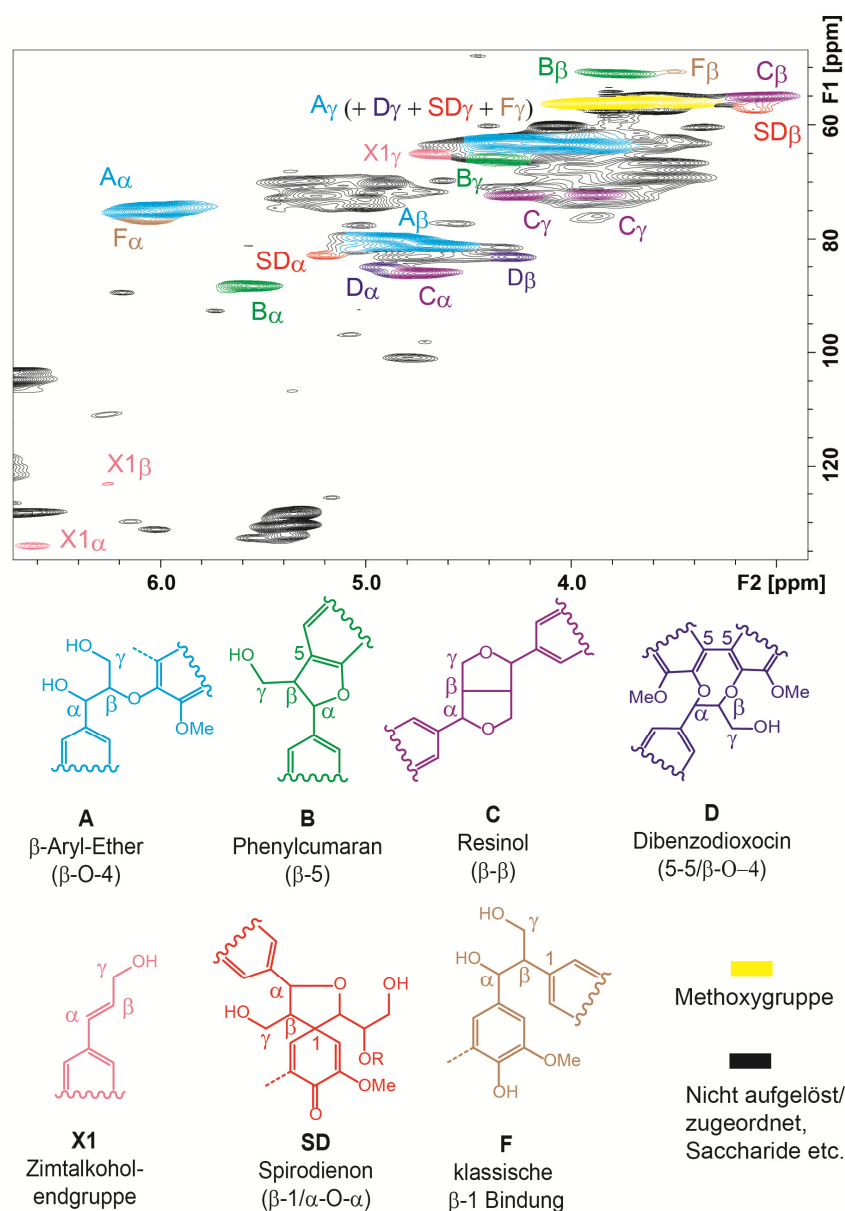 Bβ Fβ Cβ
Aγ (+ Dγ + SDγ + Fγ)
SDβ
X1γ
Bγ
Aα
Cγ Cγ
Fα
Aβ
SDα
Dα Cα Dβ
Bα
X1β
X1α
60
80
100
120
F1 [ppm]
6.0 5.0 4.0 F2 [ppm]
HO γ
HO
α β O
OMe
A
β-Aryl-Ether
(β-O-4)
5
HO
γ β O
α
B
Phenylcumaran
(β-5)
γ O
β
α
O
C
Resinol
(β-β)
5 5
MeO O O OMe
α β
γ OH
D
Dibenzodioxocin
(5-5/β-O-4)
OH
γ
α β
X1
Zimtalkohol-
endgruppe
α O OH
HO
β
γ 1
OR
OMe
O
SD
Spirodienon
(β-1/α-O-α)
HO γ
HO 1
α β
OMe
OH
F
klassische
β-1 Bindung
Methoxygruppe
Nicht aufgelöst/
zugeordnet,
Saccharide etc.